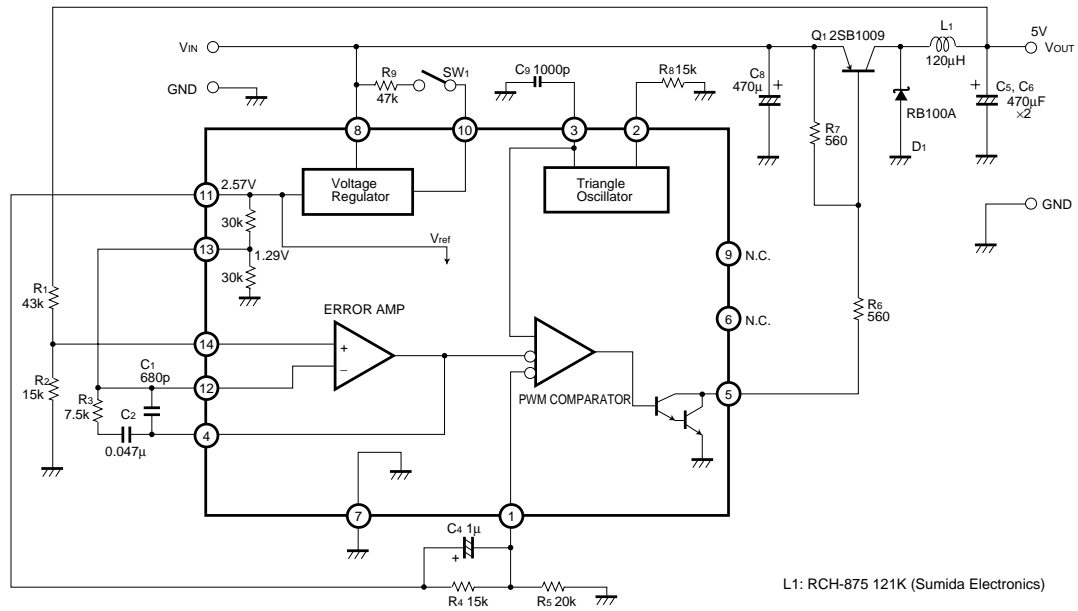 Q1 2SB1009
L1
120μH
5V
VOUT
VIN
GND
R9
47k
SW1
C9 1000p
R8 15k
C8
470μ
+
R7
560
RB100A
D1
+
C5, C6
470μF
×2
GND
8
10
3
2
11
2.57V
Voltage
Regulator
Triangle
Oscillator
30k
13
1.29V
Vref
30k
9
N.C.
6
N.C.
R1
43k
ERROR AMP
R6
560
14
+
−
12
C1
680p
R2
15k
R3
7.5k
C2
0.047μ
4
PWM COMPARATOR
5
7
1
C4 1μ
+
R4 15k
R5 20k
L1: RCH-875 121K (Sumida Electronics)